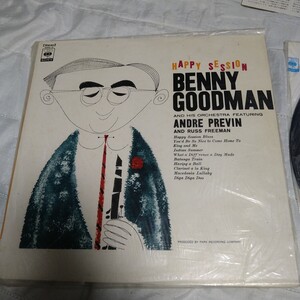 HAPPY SESSION
BENNY
GOODMAN
AND HIS ORCHESTRA FEATURING
ANDRE PREVIN
AND RUSS FREEMAN
Happy Session Blues
You'd Be So Nice to Come Home To
King and Me
Indian Summer
What a Diff'rence a Day Made
Batunga Train
Having a Ball
Clarinet a la King
Macedonia Lullaby
Diga Diga Doo